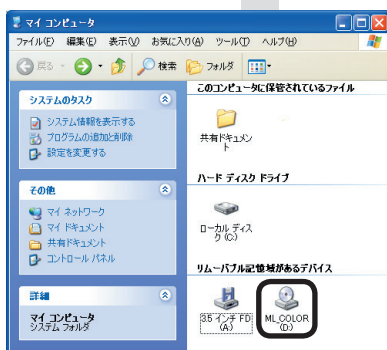 マイ コンピュータ
ファイル(F) 編集(E) 表示(V) お気に入り(A) ツール(T) ヘルプ(H)
戻る 検索 フォルダ
システムのタスク
システム情報を表示する
プログラムの追加と削除
設定を変更する
その他
マイ ネットワーク
マイ ドキュメント
共有ドキュメント
コントロール パネル
詳細
マイ コンピュータ
システム フォルダ
このコンピュータに保管されているファイル
共有ドキュメン
ト
ハード ディスク ドライブ
ローカル ディス
ク (C:)
リムーバブル記憶域があるデバイス
3.5 インチ FD
(A:)
ML_COLOR
(D:)